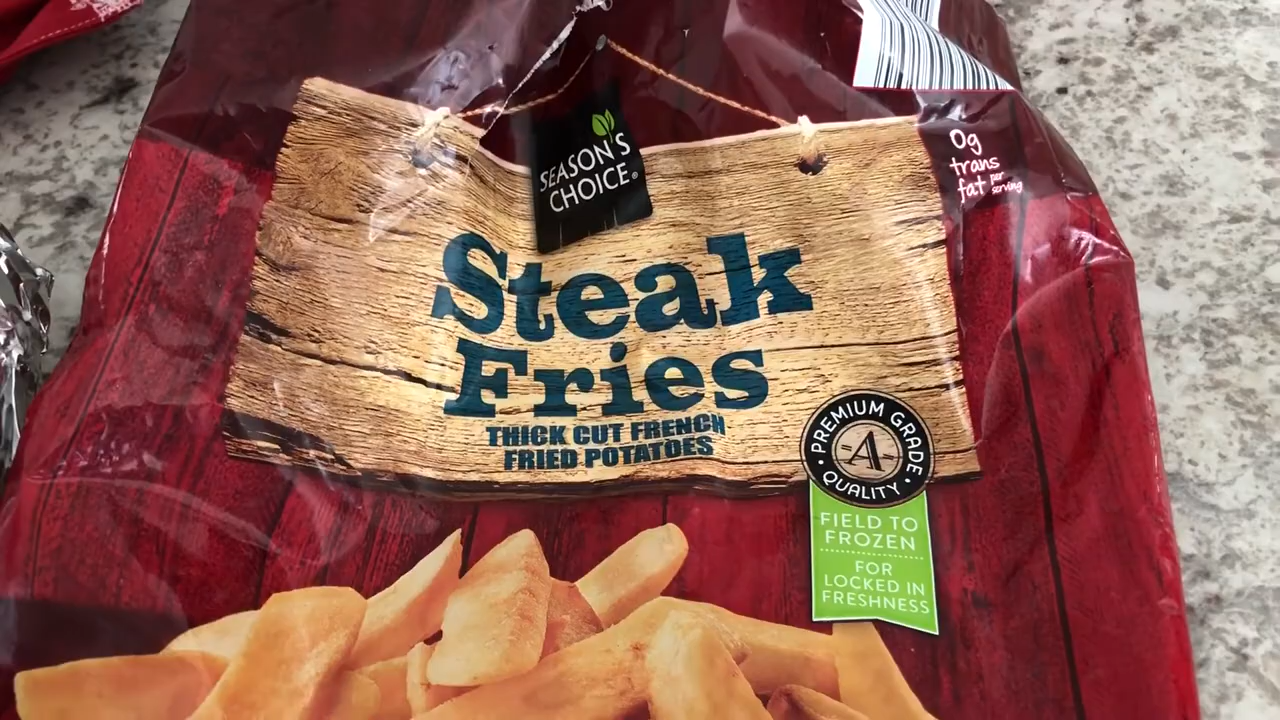 SEASON'S
CHOICE®
0g
trans
fat per
serving
Steak
Fries
THICK CUT FRENCH
FRIED POTATOES
PREMIUM GRADE
A
QUALITY
FIELD TO
FROZEN
FOR
LOCKED IN
FRESHNESS